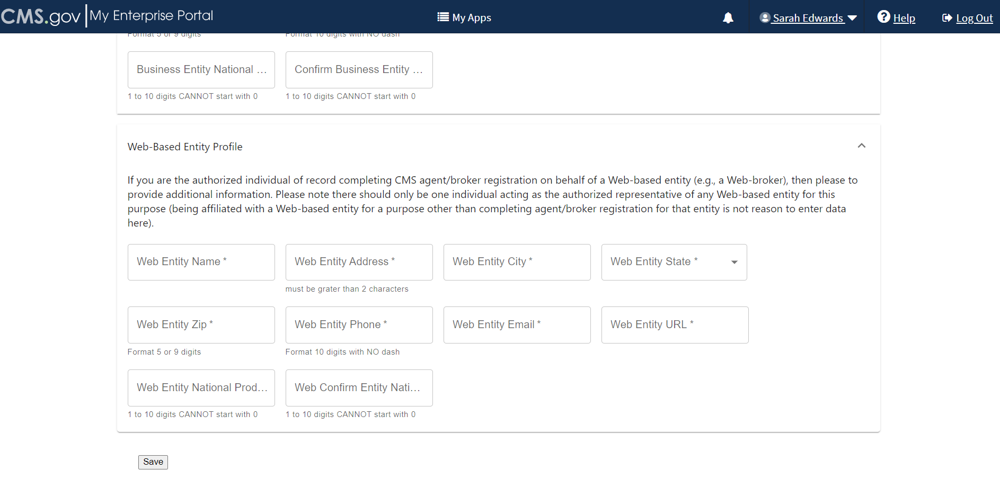 CMS.gov My Enterprise Portal
My Apps
Sarah Edwards
Help
Log Out
Format 5 or 9 digits
Format 10 digits with NO dash
Business Entity National ...
Confirm Business Entity ...
1 to 10 digits CANNOT start with 0
1 to 10 digits CANNOT start with 0
Web-Based Entity Profile
If you are the authorized individual of record completing CMS agent/broker registration on behalf of a Web-based entity (e.g., a Web-broker), then please to
provide additional information. Please note there should only be one individual acting as the authorized representative of any Web-based entity for this
purpose (being affiliated with a Web-based entity for a purpose other than completing agent/broker registration for that entity is not reason to enter data
here).
Web Entity Name *
Web Entity Address *
Web Entity City *
Web Entity State *
must be grater than 2 characters
Web Entity Zip *
Web Entity Phone *
Web Entity Email *
Web Entity URL *
Format 5 or 9 digits
Format 10 digits with NO dash
Web Entity National Prod...
Web Confirm Entity Nati...
1 to 10 digits CANNOT start with 0
1 to 10 digits CANNOT start with 0
Save